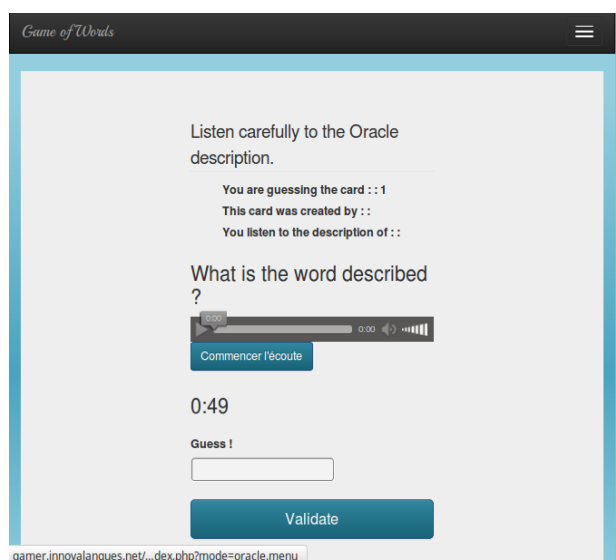 Game of Words
Listen carefully to the Oracle
description.
You are guessing the card : : 1
This card was created by : :
You listen to the description of : :
What is the word described
?
0:00
0:00
Commencer l'écoute
0:49
Guess !
Validate
gamer.innovalangues.net/...dex.php?mode=oracle.menu